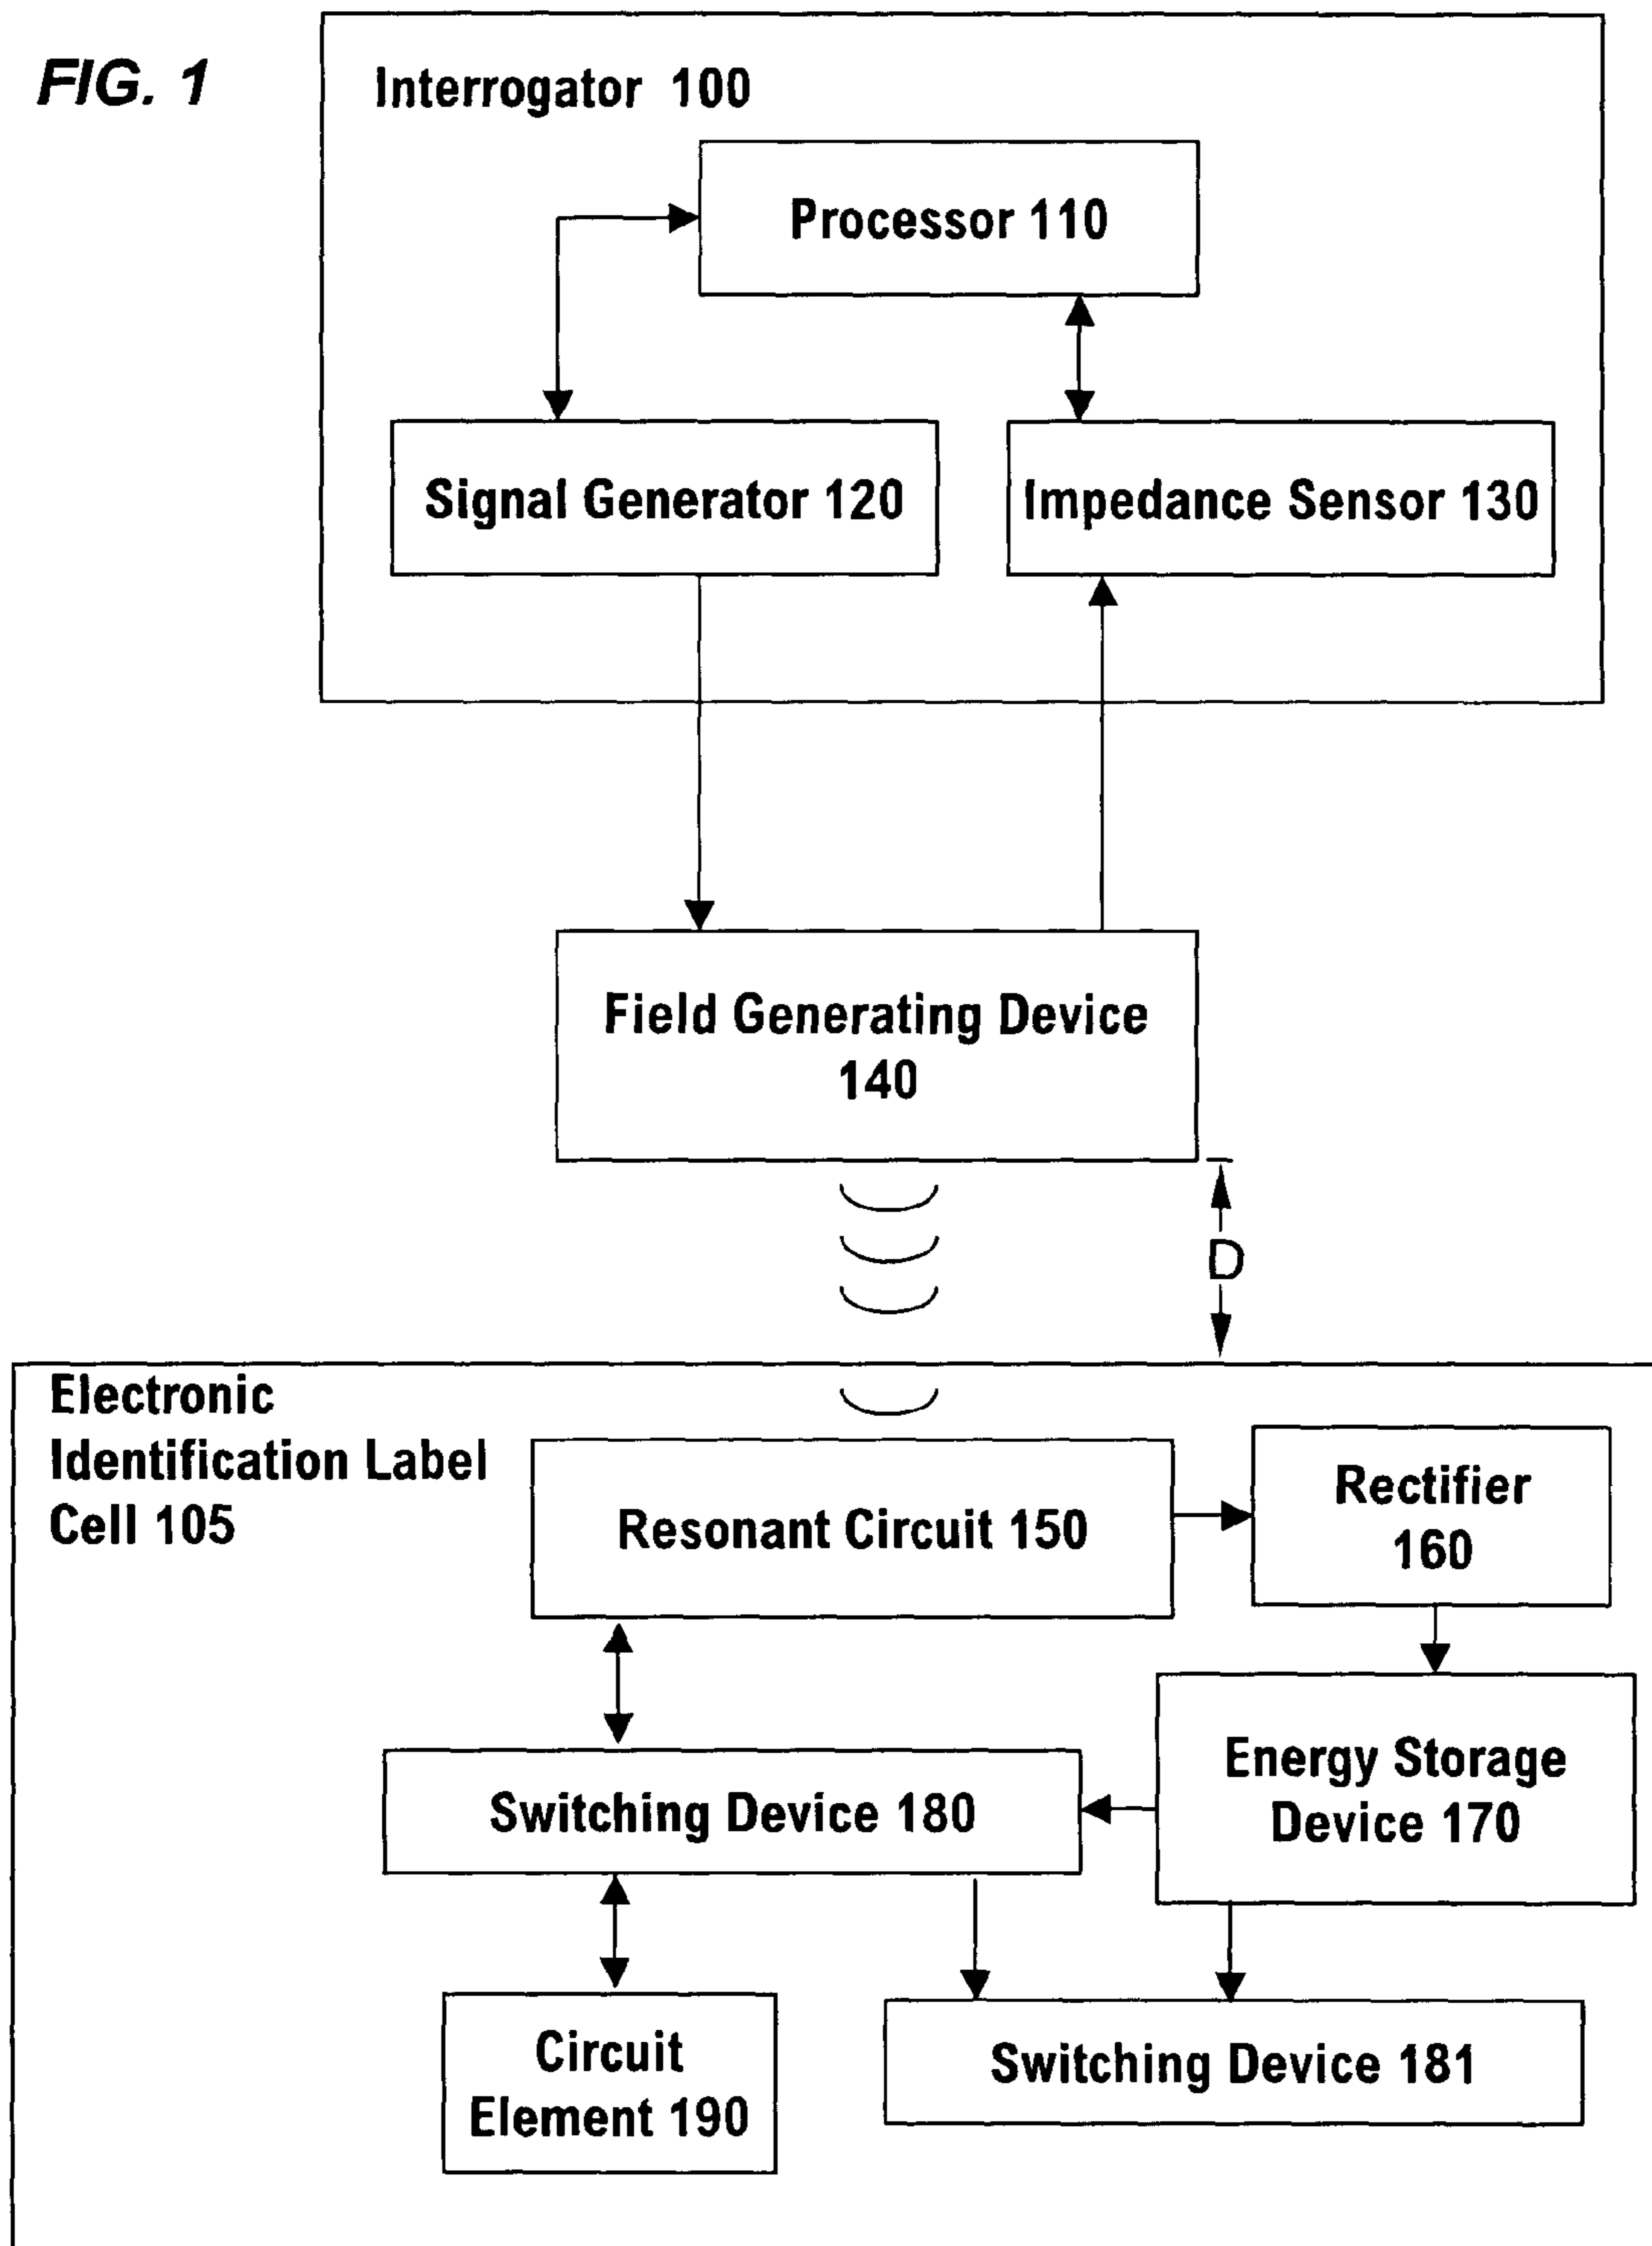 FIG. 1
Interrogator 100
Processor 110
Signal Generator 120
Impedance Sensor 130
Field Generating Device
140
D
Electronic
Identification Label
Cell 105
Resonant Circuit 150
Rectifier
160
Energy Storage
Device 170
Switching Device 180
Circuit
Element 190
Switching Device 181